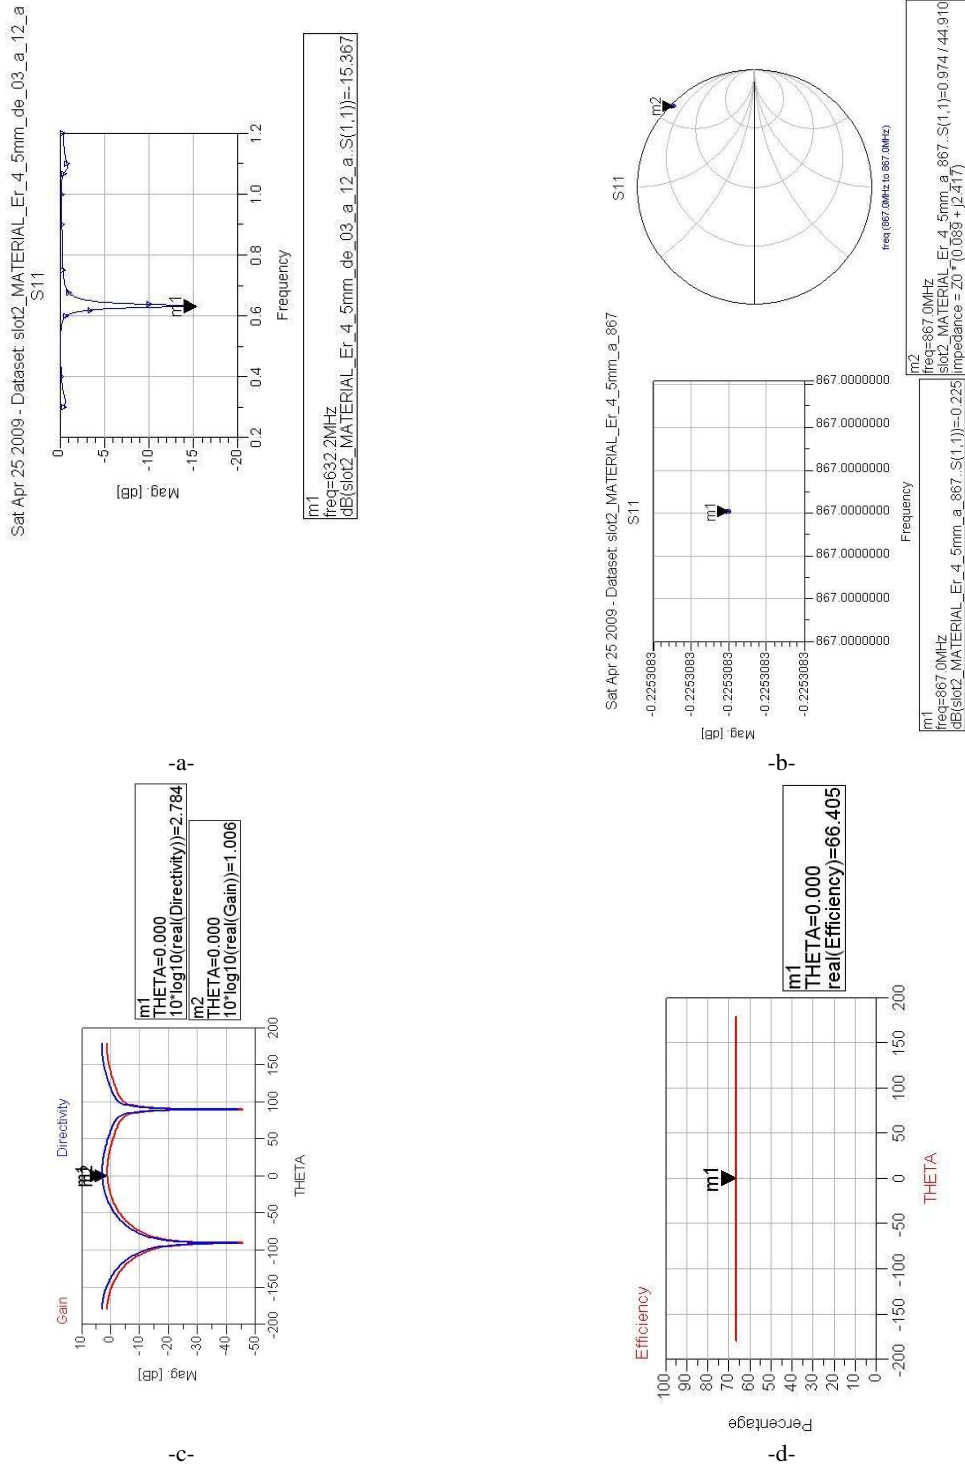 Sat Apr 25 2009 - Dataset: slot2_MATERIAL_Er_4_5mm_de_03_a_12_a
S11
Mag. [dB]
0
-5
-10
-15
-20
m1
0.2
0.4
0.6
0.8
1.0
1.2
Frequency
m1
freq=632.2MHz
dB(slot2_MATERIAL_Er_4_5mm_de_03_a_12_a..S(1,1))=-15.367
-a-
Sat Apr 25 2009 - Dataset: slot2_MATERIAL_Er_4_5mm_a_867
S11
Mag. [dB]
-0.2253083
-0.2253083
-0.2253083
-0.2253083
-0.2253083
m1
867.0000000
867.0000000
867.0000000
867.0000000
867.0000000
867.0000000
867.0000000
Frequency
m1
freq=867.0MHz
dB(slot2_MATERIAL_Er_4_5mm_a_867..S(1,1))=-0.225
S11
m2
freq (867.0MHz to 867.0MHz)
m2
freq=867.0MHz
slot2_MATERIAL_Er_4_5mm_a_867..S(1,1)=0.974 / 44.910
impedance = Z0 * (0.089 + j2.417)
-b-
Gain
Directivity
Mag. [dB]
10
0
-10
-20
-30
-40
-50
-200
-150
-100
-50
0
50
100
150
200
THETA
m1
THETA=0.000
10*log10(real(Directivity))=2.784
m2
THETA=0.000
10*log10(real(Gain))=1.006
-c-
Efficiency
Percentage
100
90
80
70
60
50
40
30
20
10
0
m1
-200
-150
-100
-50
0
50
100
150
200
THETA
m1
THETA=0.000
real(Efficiency)=66.405
-d-